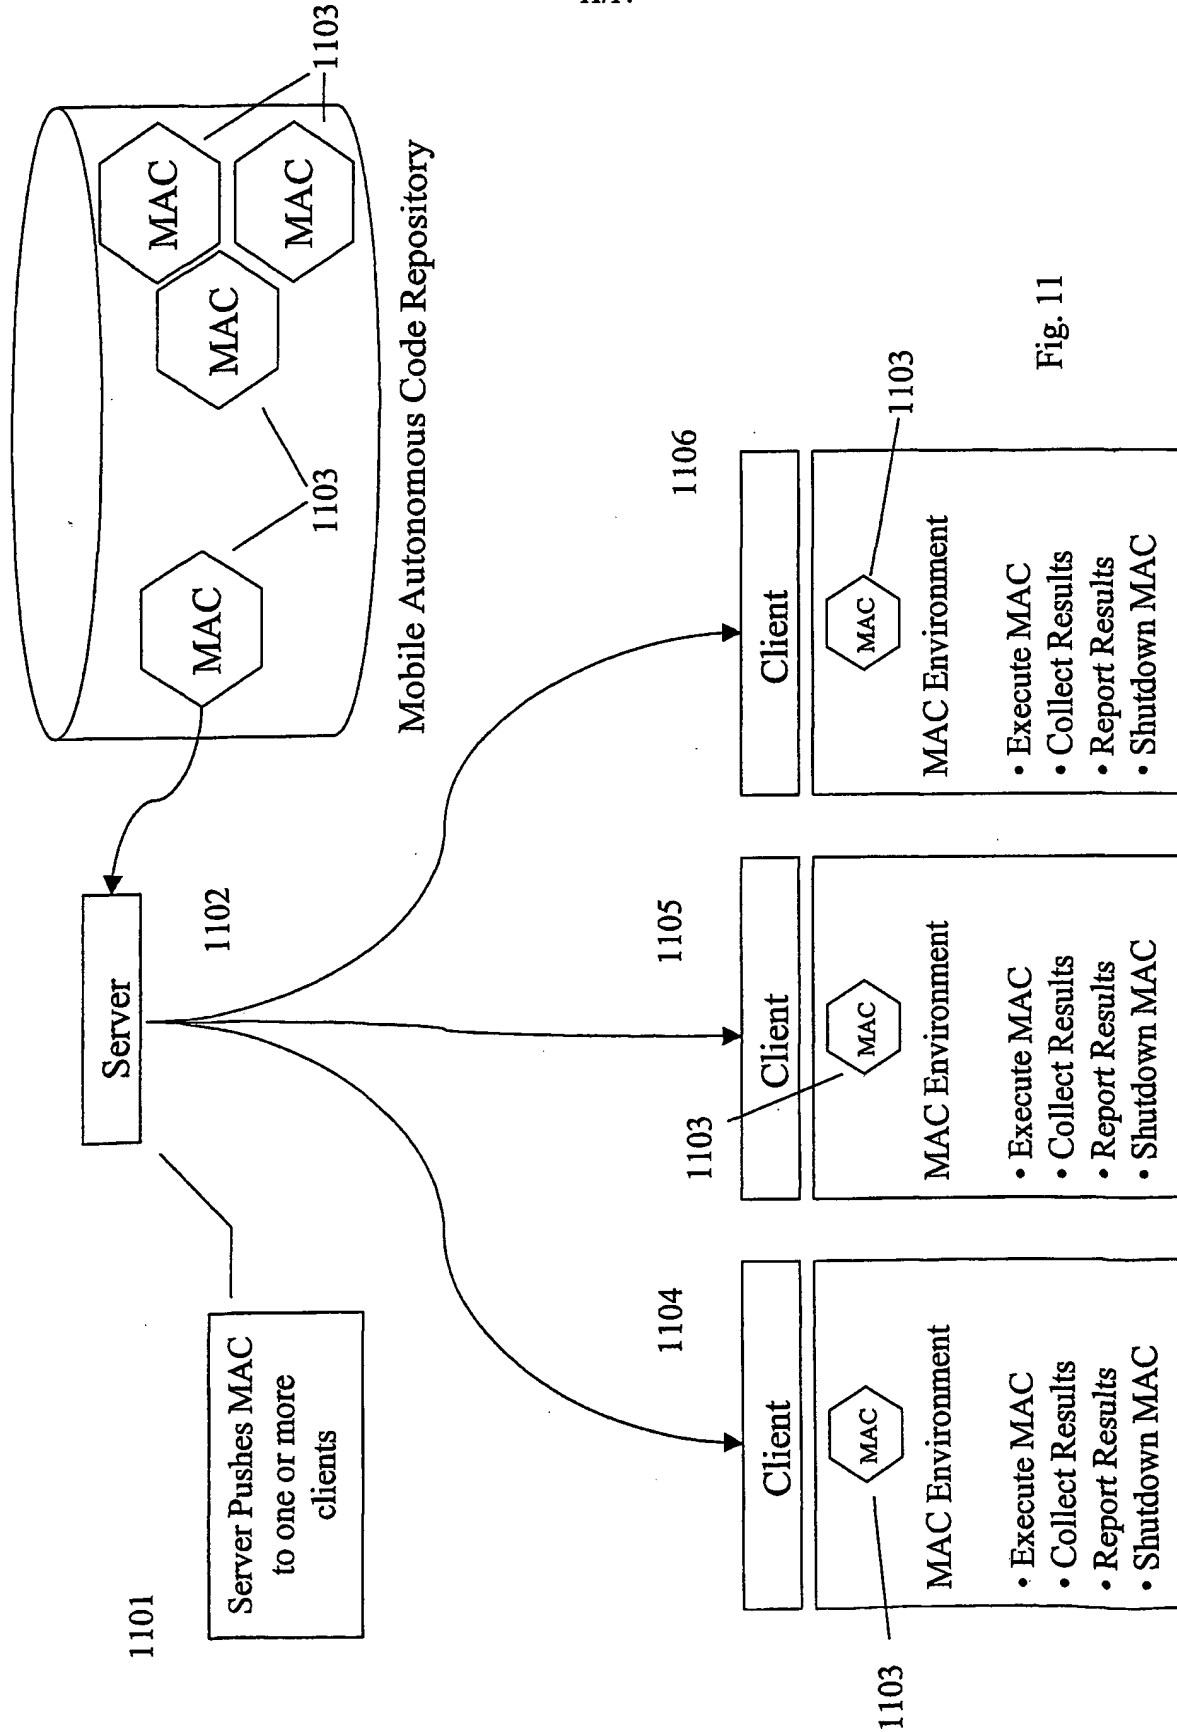 1101
Server Pushes MAC
to one or more
clients
Server
1102
MAC
MAC
MAC
MAC
1103
1103
Mobile Autonomous Code Repository
1103
1104
Client
MAC
MAC Environment
• Execute MAC
• Collect Results
• Report Results
• Shutdown MAC
1103
1105
Client
MAC
MAC Environment
• Execute MAC
• Collect Results
• Report Results
• Shutdown MAC
1106
Client
MAC
1103
MAC Environment
• Execute MAC
• Collect Results
• Report Results
• Shutdown MAC
Fig. 11